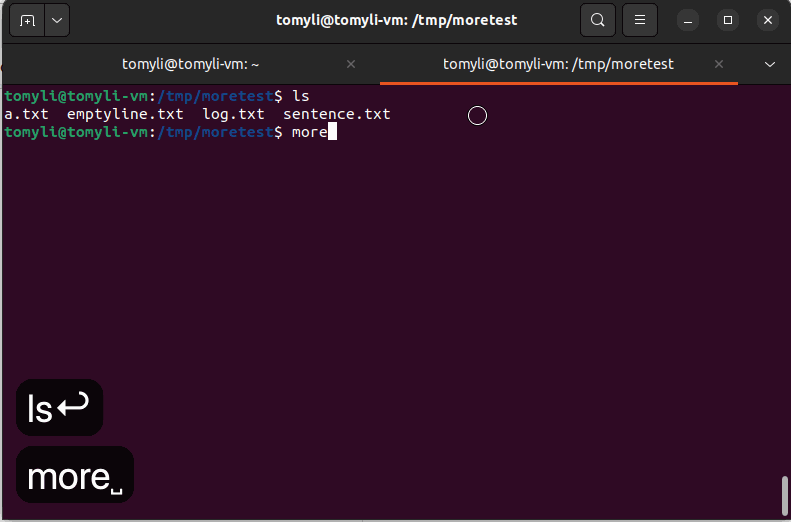 tomyli@tomyli-vm: /tmp/moretest
tomyli@tomyli-vm: ~
tomyli@tomyli-vm: /tmp/moretest
tomyli@tomyli-vm:/tmp/moretest$ ls
a.txt  emptyline.txt  log.txt  sentence.txt
tomyli@tomyli-vm:/tmp/moretest$ more
ls↩
more␣